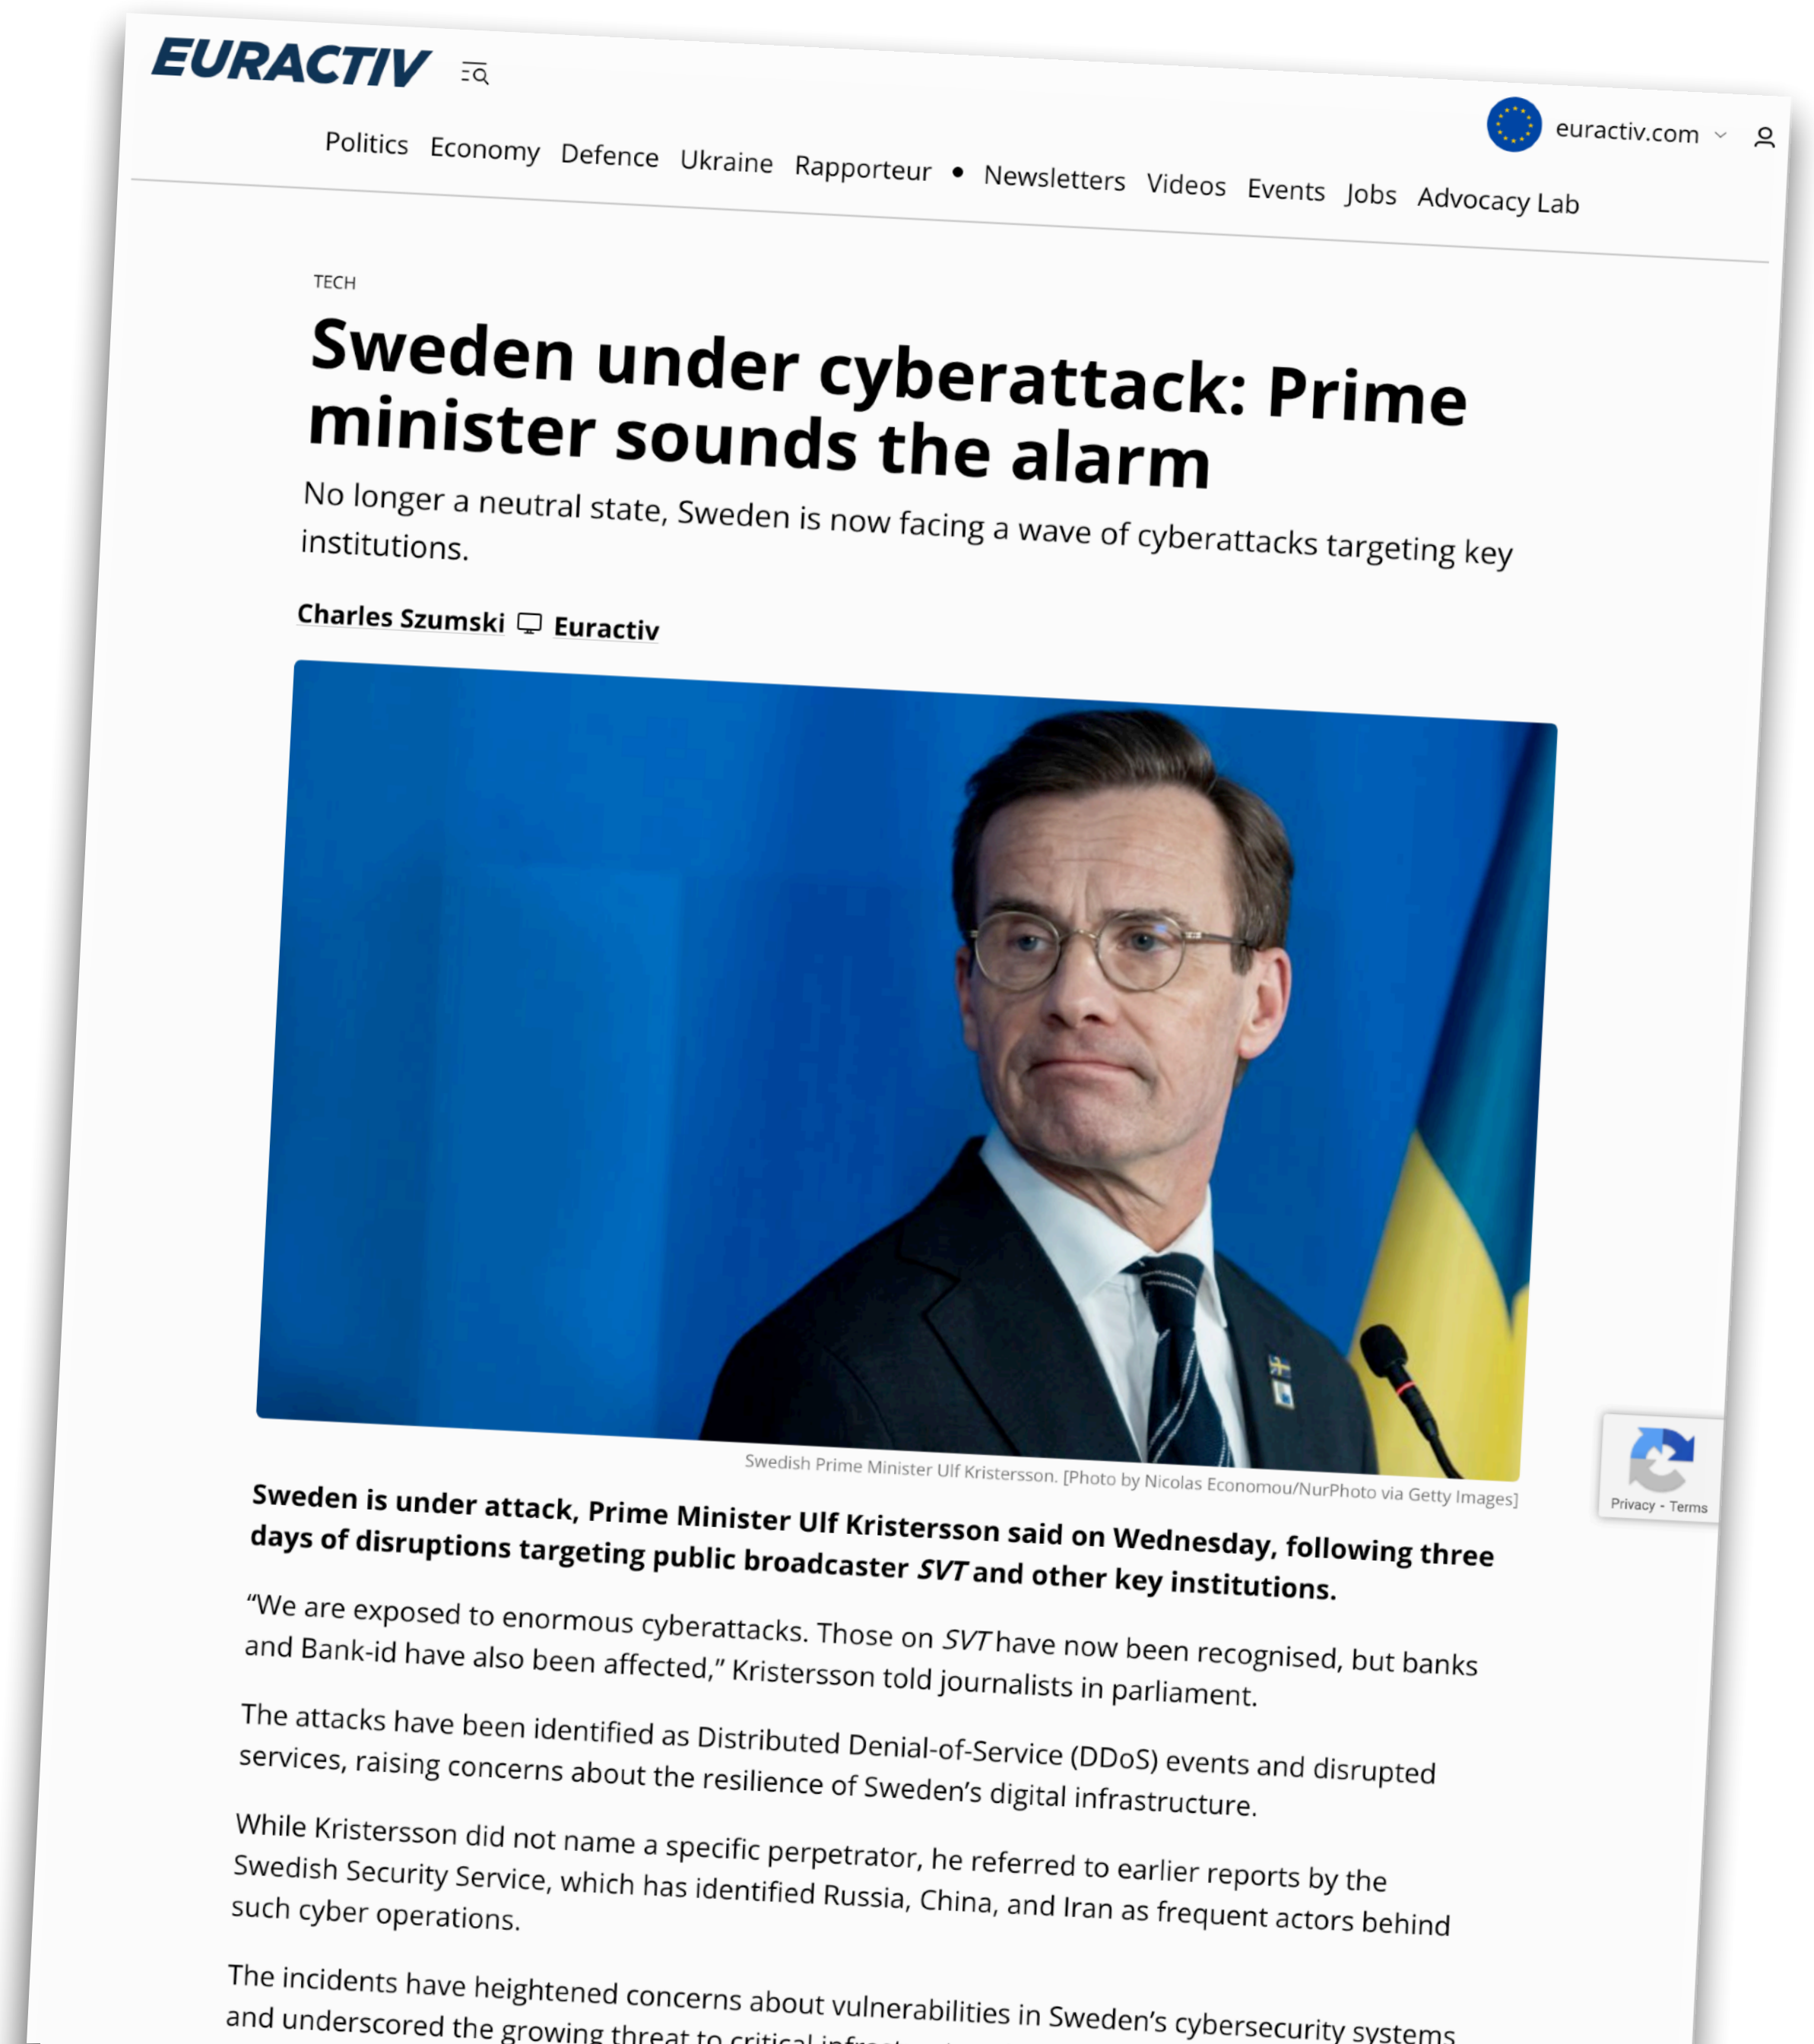 EURACTIV
euractiv.com
Politics Economy Defence Ukraine Rapporteur • Newsletters Videos Events Jobs Advocacy Lab
TECH
Sweden under cyberattack: Prime
minister sounds the alarm
No longer a neutral state, Sweden is now facing a wave of cyberattacks targeting key
institutions.
Charles Szumski Euractiv
Swedish Prime Minister Ulf Kristersson. [Photo by Nicolas Economou/NurPhoto via Getty Images]
Privacy - Terms
Sweden is under attack, Prime Minister Ulf Kristersson said on Wednesday, following three
days of disruptions targeting public broadcaster SVT and other key institutions.
“We are exposed to enormous cyberattacks. Those on SVT have now been recognised, but banks
and Bank-id have also been affected,” Kristersson told journalists in parliament.
The attacks have been identified as Distributed Denial-of-Service (DDoS) events and disrupted
services, raising concerns about the resilience of Sweden’s digital infrastructure.
While Kristersson did not name a specific perpetrator, he referred to earlier reports by the
Swedish Security Service, which has identified Russia, China, and Iran as frequent actors behind
such cyber operations.
The incidents have heightened concerns about vulnerabilities in Sweden’s cybersecurity systems
and underscored the growing threat to critical